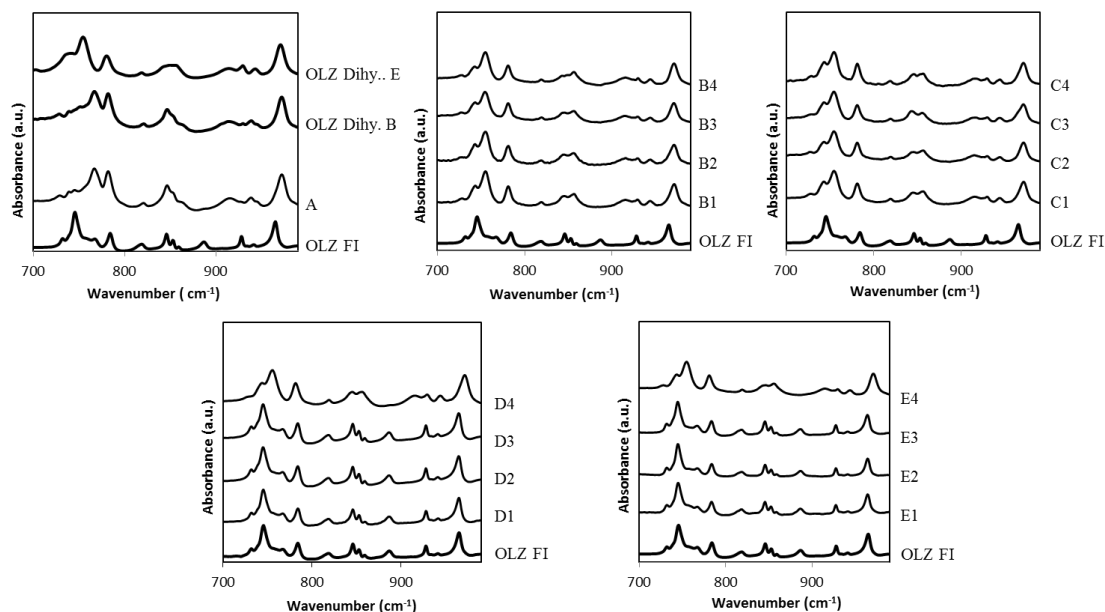 Absorbance (a.u.)
OLZ Dihy.. E
OLZ Dihy. B
A
OLZ FI
700 800 900
Wavenumber ( cm-1)
Absorbance (a.u.)
B4
B3
B2
B1
OLZ FI
700 800 900
Wavenumber (cm-1)
Absorbance (a.u.)
C4
C3
C2
C1
OLZ FI
700 800 900
Wavenumber (cm-1)
Absorbance (a.u.)
D4
D3
D2
D1
OLZ FI
700 800 900
Wavenumber (cm-1)
Absorbance (a.u.)
E4
E3
E2
E1
OLZ FI
700 800 900
Wavenumber (cm-1)